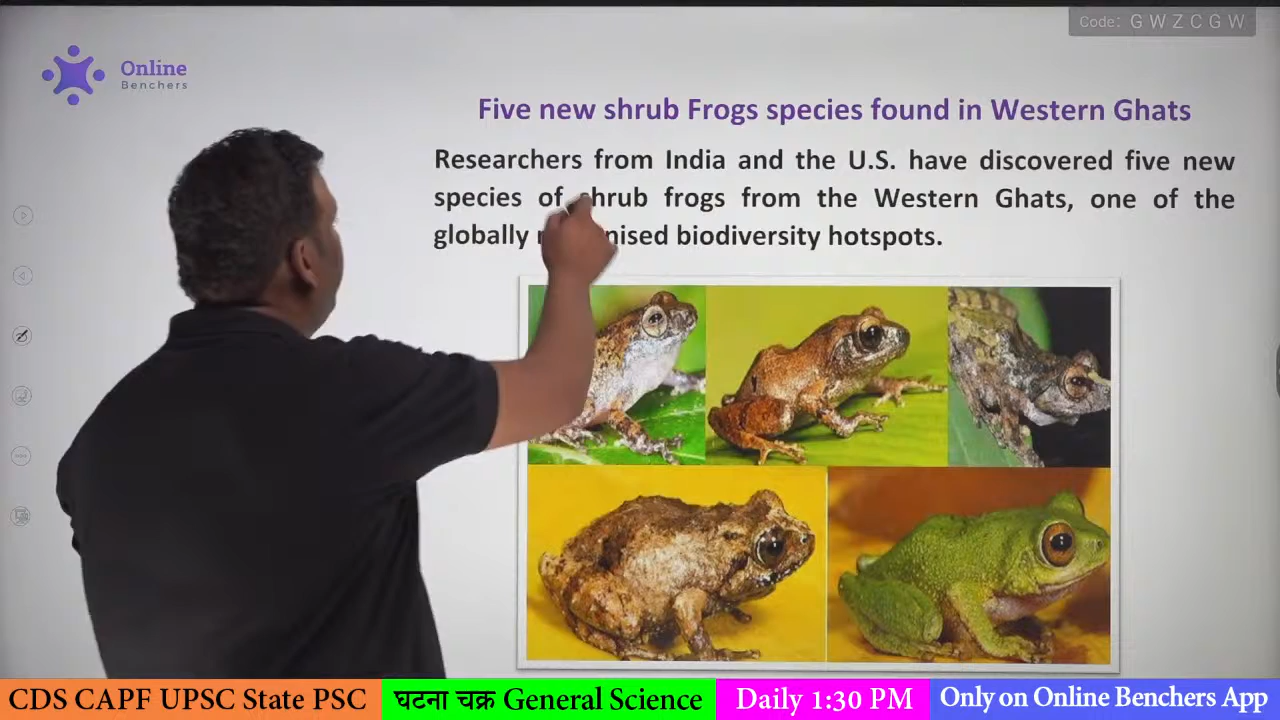 Code: G W Z C G W
Online
Benchers
Five new shrub Frogs species found in Western Ghats
Researchers from India and the U.S. have discovered five new
species of shrub frogs from the Western Ghats, one of the
globally biodiversity hotspots.
CDS CAPF UPSC State PSC
घटना चक्र General Science
Daily 1:30 PM
Only on Online Benchers App